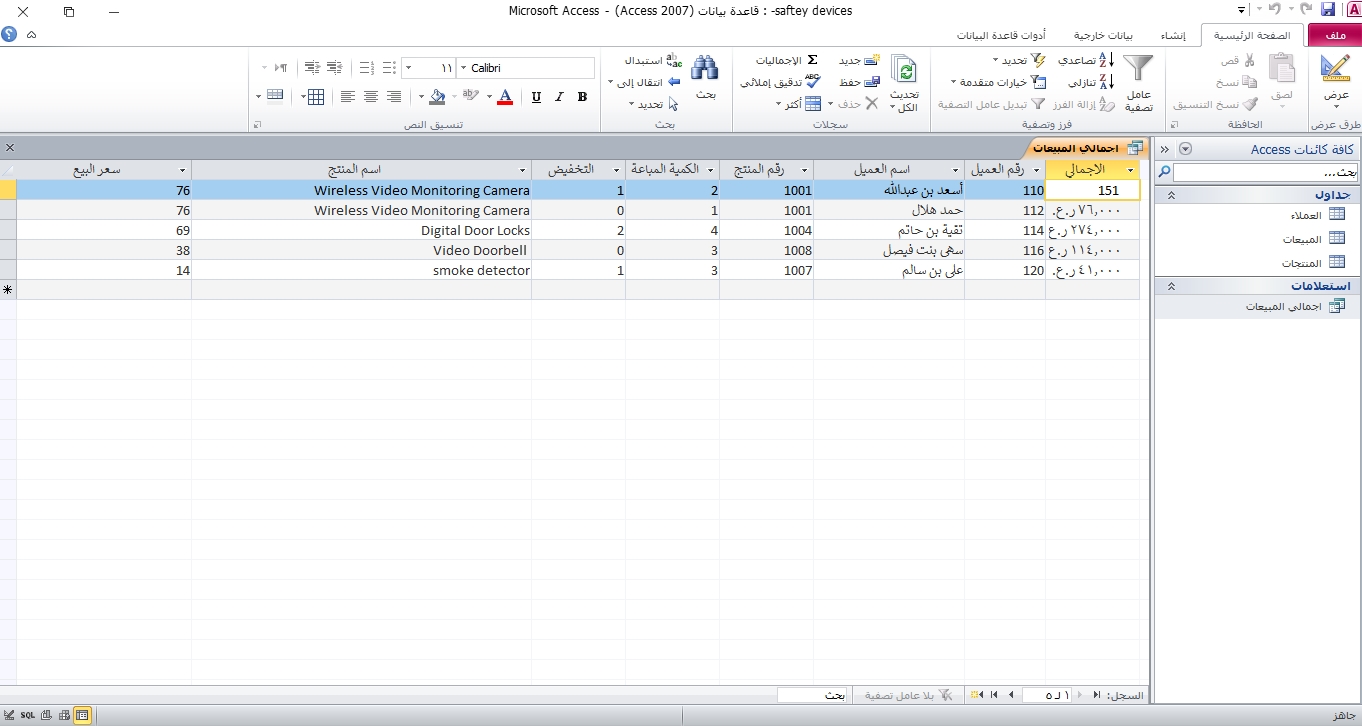 saftey devices- : قاعدة بيانات (Access 2007) - Microsoft Access
ملف الصفحة الرئيسية إنشاء بيانات خارجية أدوات قاعدة البيانات
عرض
طرق عرض
لصق
قص
نسخ
نسخ التنسيق
الحافظة
عامل تصفية
تصاعدي
تنازلي
إزالة الفرز
تحديد
خيارات متقدمة
تبديل عامل التصفية
فرز وتصفية
تحديث الكل
جديد
حفظ
حذف
الإجماليات
تدقيق إملائي
أكثر
سجلات
بحث
استبدال
انتقال إلى
تحديد
بحث
Calibri ١١
B I U A
تنسيق النص
كافة كائنات Access
بحث...
جداول
العملاء
المبيعات
المنتجات
استعلامات
اجمالي المبيعات
اجمالي المبيعات
الاجمالي رقم العميل اسم العميل رقم المنتج الكمية المباعة التخفيض اسم المنتج سعر البيع
151 110 أسعد بن عبدالله 1001 2 1 Wireless Video Monitoring Camera 76
٧٦,٠٠٠ ر.ع. 112 حمد هلال 1001 1 0 Wireless Video Monitoring Camera 76
٢٧٤,٠٠٠ ر.ع 114 تقية بن حاتم 1004 4 2 Digital Door Locks 69
١١٤,٠٠٠ ر.ع 116 سهى بنت فيصل 1008 3 0 Video Doorbell 38
٤١,٠٠٠ ر.ع. 120 على بن سالم 1007 3 1 smoke detector 14
السجل: ١ لـ ٥ بلا عامل تصفية بحث
جاهز
SQL